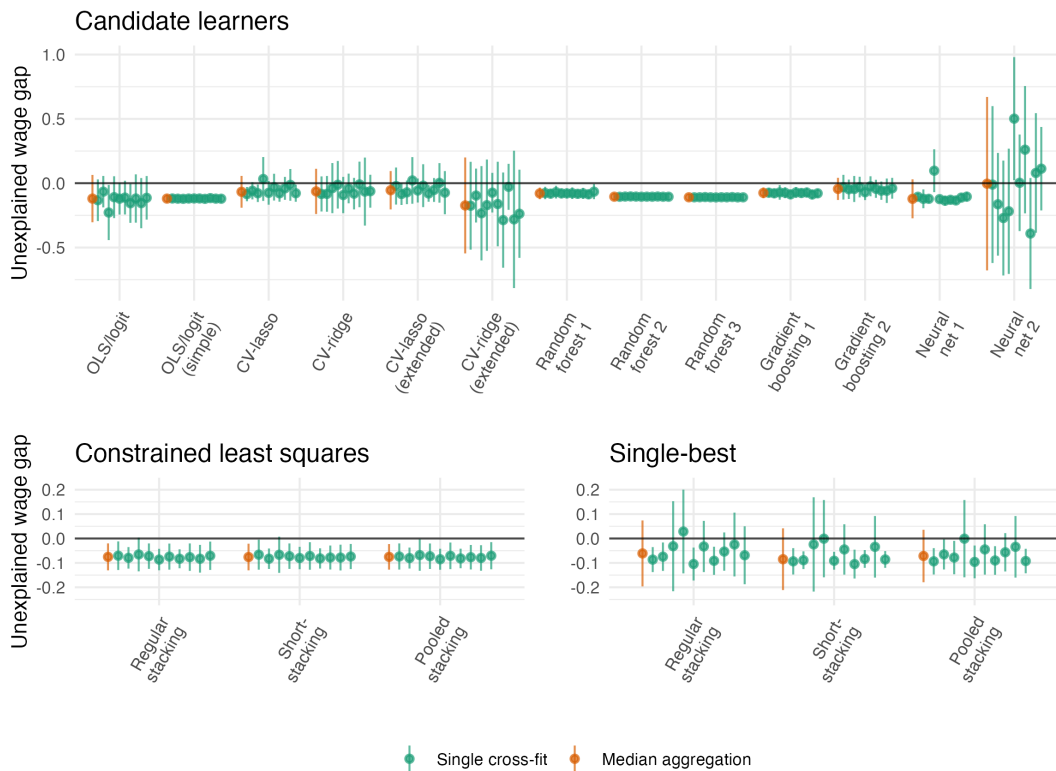 Candidate learners
Unexplained wage gap
1.0
0.5
0.0
-0.5
OLS/logit
OLS/logit
(simple)
CV-lasso
CV-ridge
CV-lasso
(extended)
CV-ridge
(extended)
Random
forest 1
Random
forest 2
Random
forest 3
Gradient
boosting 1
Gradient
boosting 2
Neural
net 1
Neural
net 2
Constrained least squares
Unexplained wage gap
0.2
0.1
0.0
-0.1
-0.2
Regular
stacking
Short-
stacking
Pooled
stacking
Single-best
0.2
0.1
0.0
-0.1
-0.2
Regular
stacking
Short-
stacking
Pooled
stacking
Single cross-fit
Median aggregation